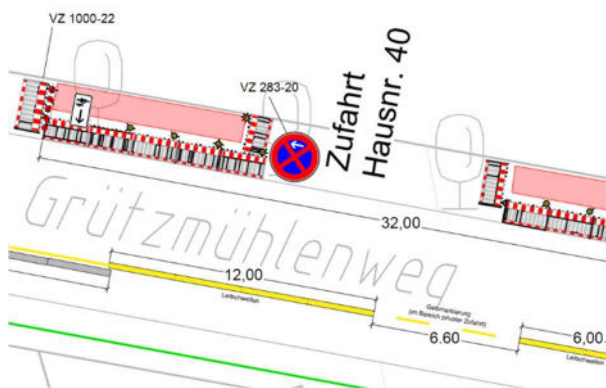 VZ 1000-22
VZ 283-20
Zufahrt
Hausnr. 40
32,00
Grützmühlenweg
12,00
Leitschwellen
Gelbmarkierung
(im Bereich privater Zufahrt)
6.60
6,00
Leitschwellen